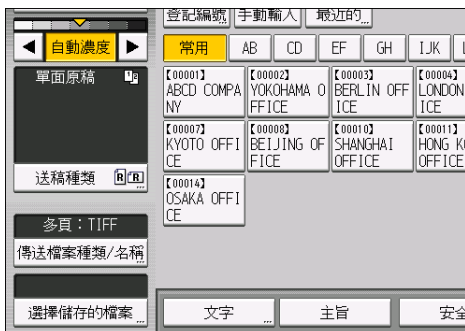 登記編號 手動輸入 最近的
自動濃度
常用 AB CD EF GH IJK
單面原稿
【00001】 【00002】 【00003】 【00004】
ABCD COMPA YOKOHAMA O BERLIN OFF LONDON
NY FFICE ICE ICE
【00007】 【00008】 【00010】 【00011】
KYOTO OFFI BEIJING OF SHANGHAI HONG K
CE FICE OFFICE OFFICE
送稿種類
【00014】
OSAKA OFFI
CE
多頁：TIFF
傳送檔案種類/名稱
選擇儲存的檔案
文字 主旨 安全